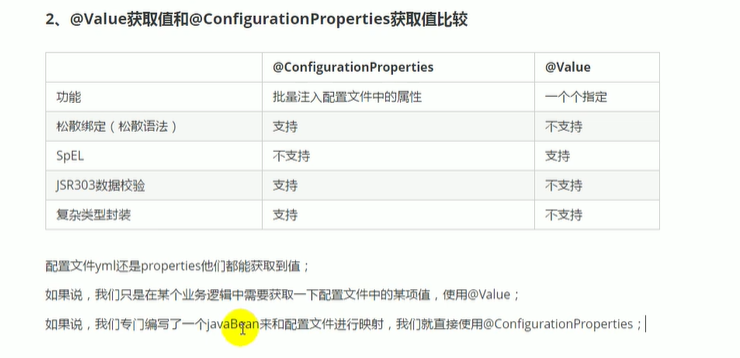 2、@Value获取值和@ConfigurationProperties获取值比较
@ConfigurationProperties @Value
功能 批量注入配置文件中的属性 一个个指定
松散绑定（松散语法） 支持 不支持
SpEL 不支持 支持
JSR303数据校验 支持 不支持
复杂类型封装 支持 不支持
配置文件yml还是properties他们都能获取到值；
如果说，我们只是在某个业务逻辑中需要获取一下配置文件中的某项值，使用@Value；
如果说，我们专门编写了一个javaBean来和配置文件进行映射，我们就直接使用@ConfigurationProperties；